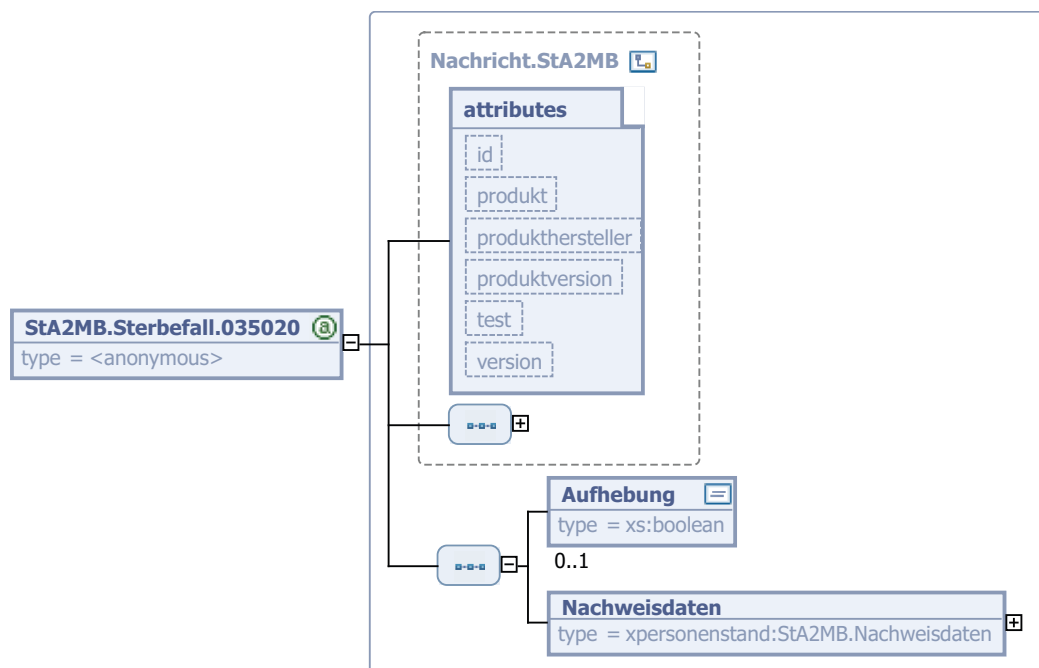 Nachricht.StA2MB
attributes
id
produkt
produkthersteller
produktversion
test
version
StA2MB.Sterbefall.035020
type = <anonymous>
Aufhebung
type = xs:boolean
0..1
Nachweisdaten
type = xpersonenstand:StA2MB.Nachweisdaten